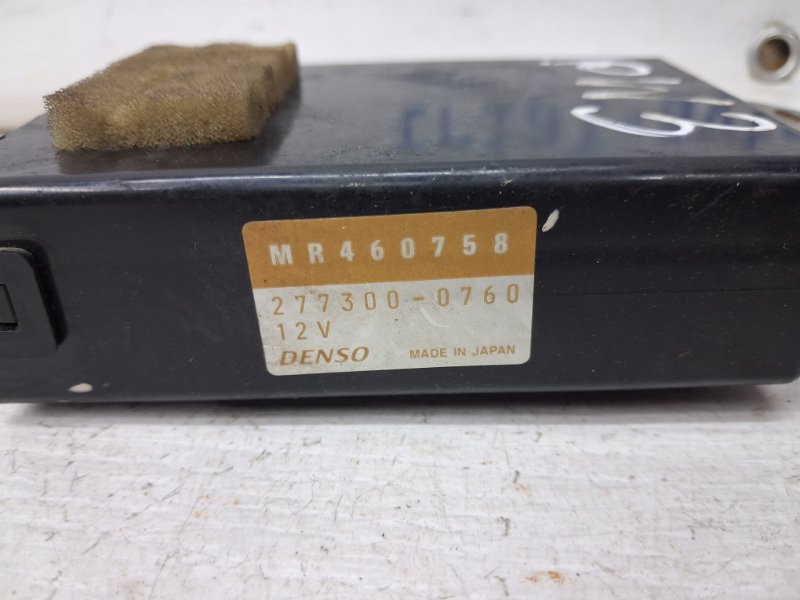 MR460758
277300-0760
12V
DENSO MADE IN JAPAN